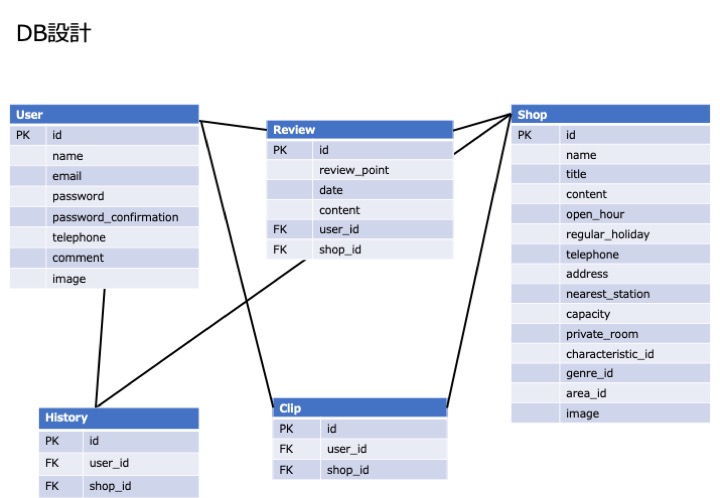 DB設計
User
PK id
name
email
password
password_confirmation
telephone
comment
image
Review
PK id
review_point
date
content
FK user_id
FK shop_id
Shop
PK id
name
title
content
open_hour
regular_holiday
telephone
address
nearest_station
capacity
private_room
characteristic_id
genre_id
area_id
image
History
PK id
FK user_id
FK shop_id
Clip
PK id
FK user_id
FK shop_id